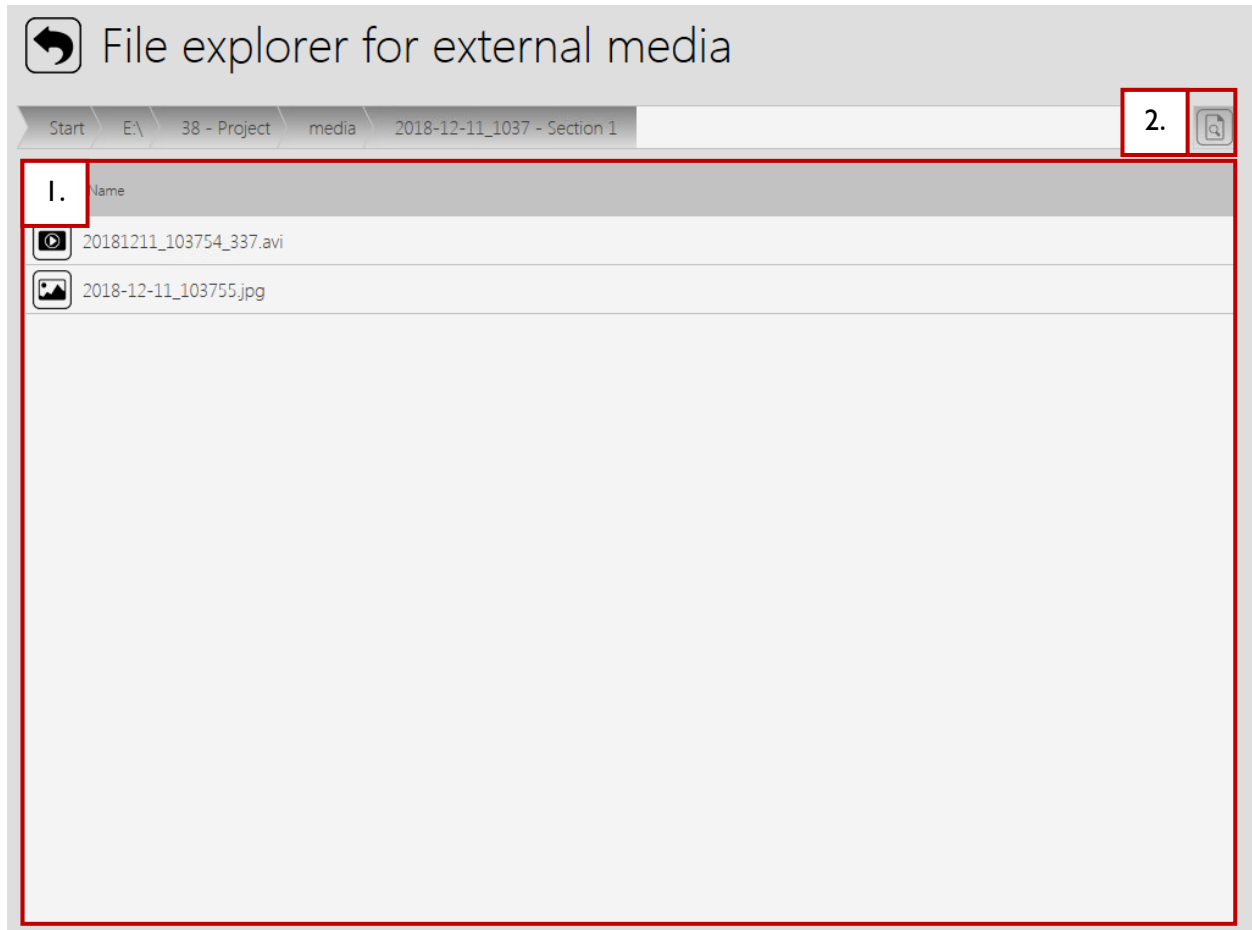 File explorer for external media
Start E:\ 38 - Project media 2018-12-11_1037 - Section 1 2.
1. Name
20181211_103754_337.avi
2018-12-11_103755.jpg